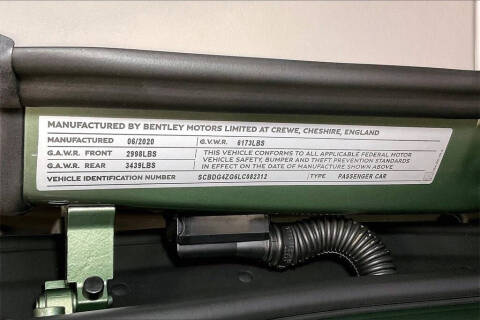 MANUFACTURED BY BENTLEY MOTORS LIMITED AT CREWE, CHESHIRE, ENGLAND
MANUFACTURED 06/2020 G.V.W.R. 6173LBS
G.A.W.R. FRONT 2998LBS
G.A.W.R. REAR 3439LBS
THIS VEHICLE CONFORMS TO ALL APPLICABLE FEDERAL MOTOR
VEHICLE SAFETY, BUMPER AND THEFT PREVENTION STANDARDS
IN EFFECT ON THE DATE OF MANUFACTURE SHOWN ABOVE
VEHICLE IDENTIFICATION NUMBER SCBDG4ZG6LC082312 TYPE PASSENGER CAR